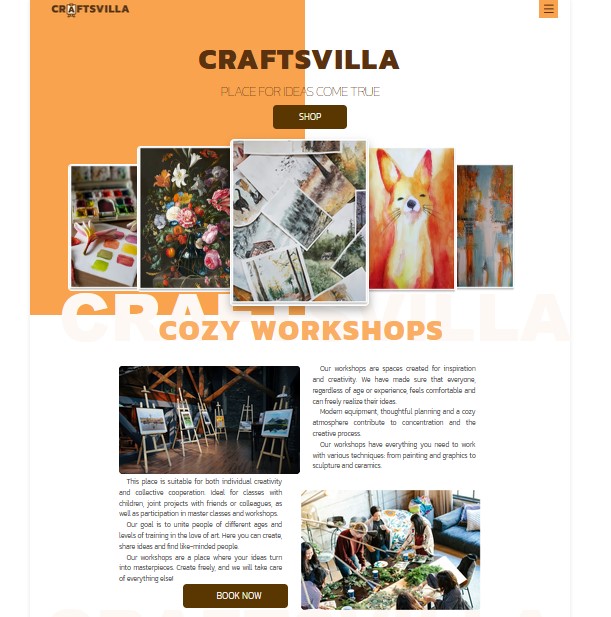 CRAFTSVILLA
CRAFTSVILLA
PLACE FOR IDEAS COME TRUE
SHOP
CRAFTSVILLA
COZY WORKSHOPS
Our workshops are spaces created for inspiration
and creativity. We have made sure that everyone,
regardless of age or experience, feels comfortable and
can freely realize their ideas.
Modern equipment, thoughtful planning and a cozy
atmosphere contribute to concentration and the
creative process.
Our workshops have everything you need to work
with various techniques: from painting and graphics to
sculpture and ceramics.
This place is suitable for both individual creativity
and collective cooperation. Ideal for classes with
children, joint projects with friends or colleagues, as
well as participation in master classes and workshops.
Our goal is to unite people of different ages and
levels of training in the love of art. Here you can create,
share ideas and find like-minded people.
Our workshops are a place where your ideas turn
into masterpieces. Create freely, and we will take care
of everything else!
BOOK NOW